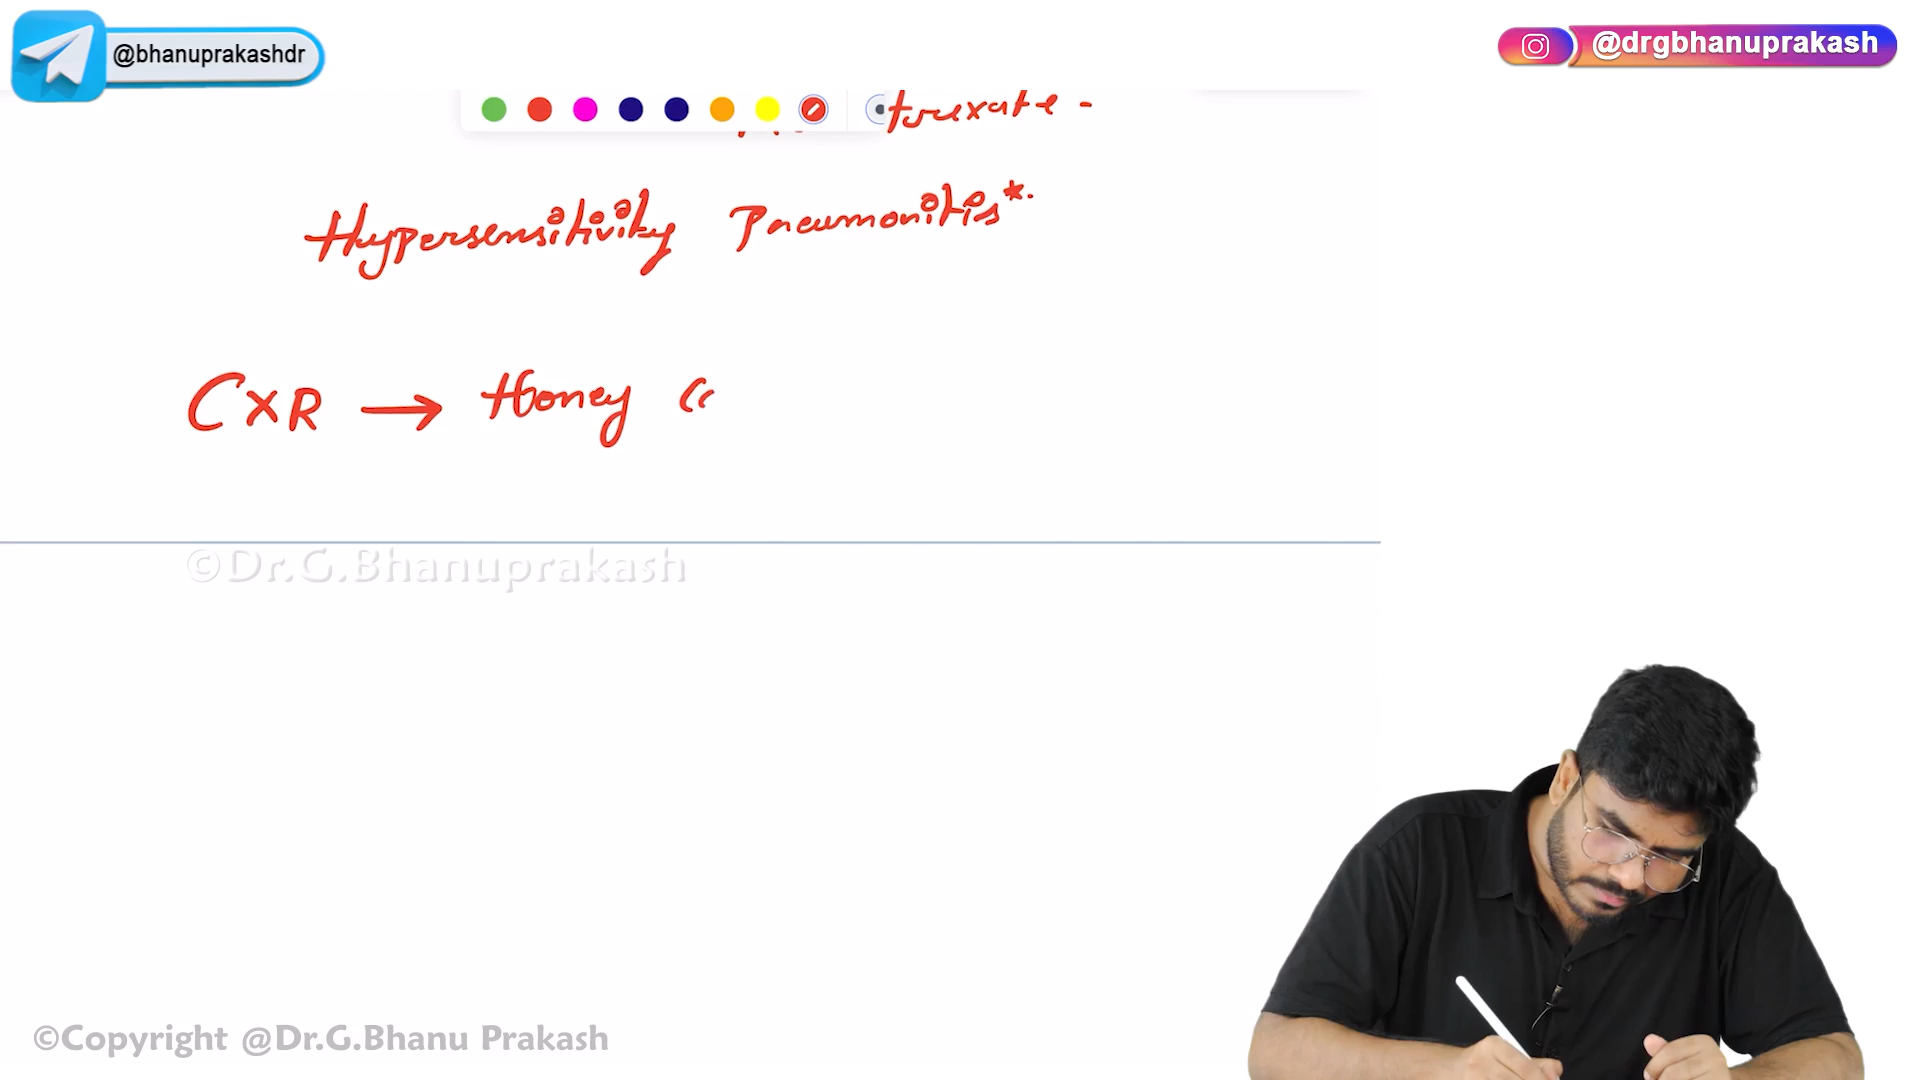 @bhanuprakashdr
@drgbhanuprakash
trexate -
Hypersensitivity Pneumonitis*.
CXR → Honey
©Dr.G.Bhanuprakash
©Copyright @Dr.G.Bhanu Prakash